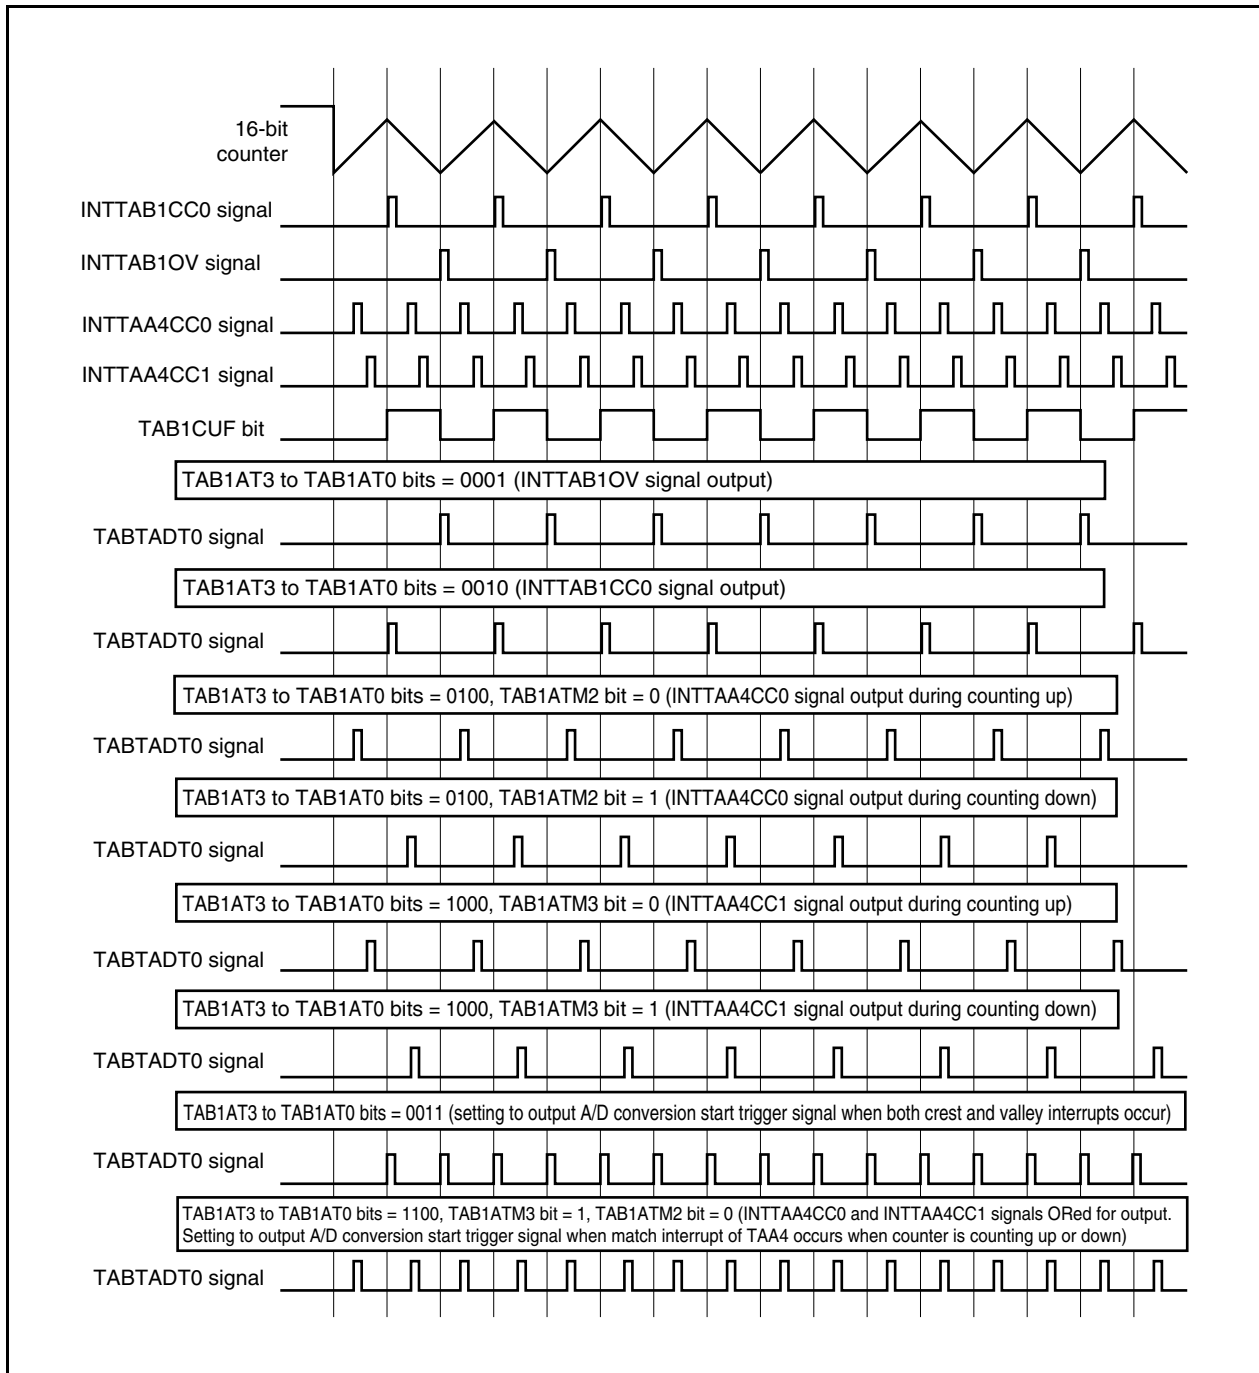 16-bit
counter
INTTAB1CC0 signal
INTTAB1OV signal
INTTAA4CC0 signal
INTTAA4CC1 signal
TAB1CUF bit
TAB1AT3 to TAB1AT0 bits = 0001 (INTTAB1OV signal output)
TABTADT0 signal
TAB1AT3 to TAB1AT0 bits = 0010 (INTTAB1CC0 signal output)
TABTADT0 signal
TAB1AT3 to TAB1AT0 bits = 0100, TAB1ATM2 bit = 0 (INTTAA4CC0 signal output during counting up)
TABTADT0 signal
TAB1AT3 to TAB1AT0 bits = 0100, TAB1ATM2 bit = 1 (INTTAA4CC0 signal output during counting down)
TABTADT0 signal
TAB1AT3 to TAB1AT0 bits = 1000, TAB1ATM3 bit = 0 (INTTAA4CC1 signal output during counting up)
TABTADT0 signal
TAB1AT3 to TAB1AT0 bits = 1000, TAB1ATM3 bit = 1 (INTTAA4CC1 signal output during counting down)
TABTADT0 signal
TAB1AT3 to TAB1AT0 bits = 0011 (setting to output A/D conversion start trigger signal when both crest and valley interrupts occur)
TABTADT0 signal
TAB1AT3 to TAB1AT0 bits = 1100, TAB1ATM3 bit = 1, TAB1ATM2 bit = 0 (INTTAA4CC0 and INTTAA4CC1 signals ORed for output.
Setting to output A/D conversion start trigger signal when match interrupt of TAA4 occurs when counter is counting up or down)
TABTADT0 signal